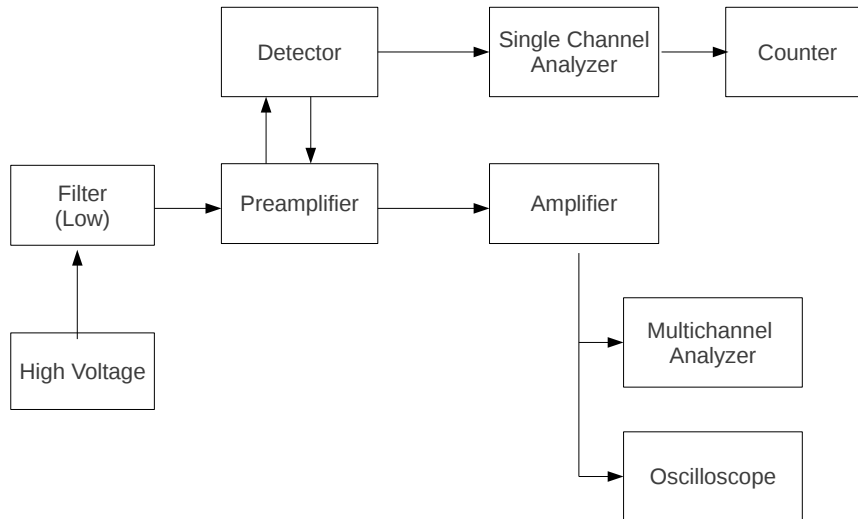 Detector
Single Channel
Analyzer
Counter
Filter
(Low)
Preamplifier
Amplifier
High Voltage
Multichannel
Analyzer
Oscilloscope